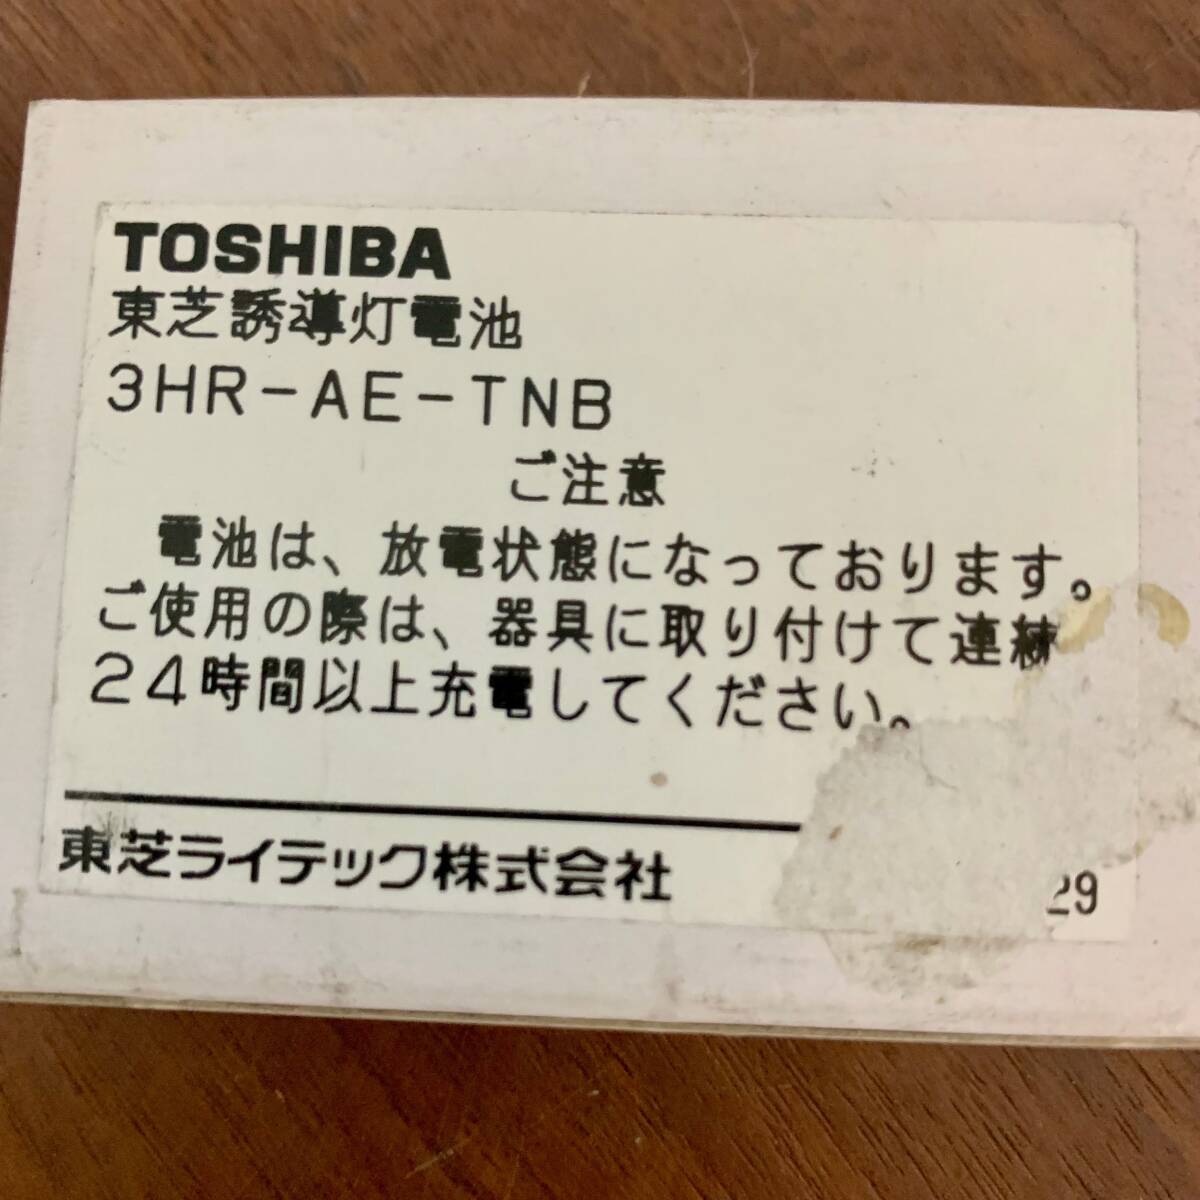 TOSHIBA
東芝誘導灯電池
3HR-AE-TNB
ご注意
電池は、放電状態になっております。
ご使用の際は、器具に取り付けて連続
24時間以上充電してください。
東芝ライテック株式会社
29